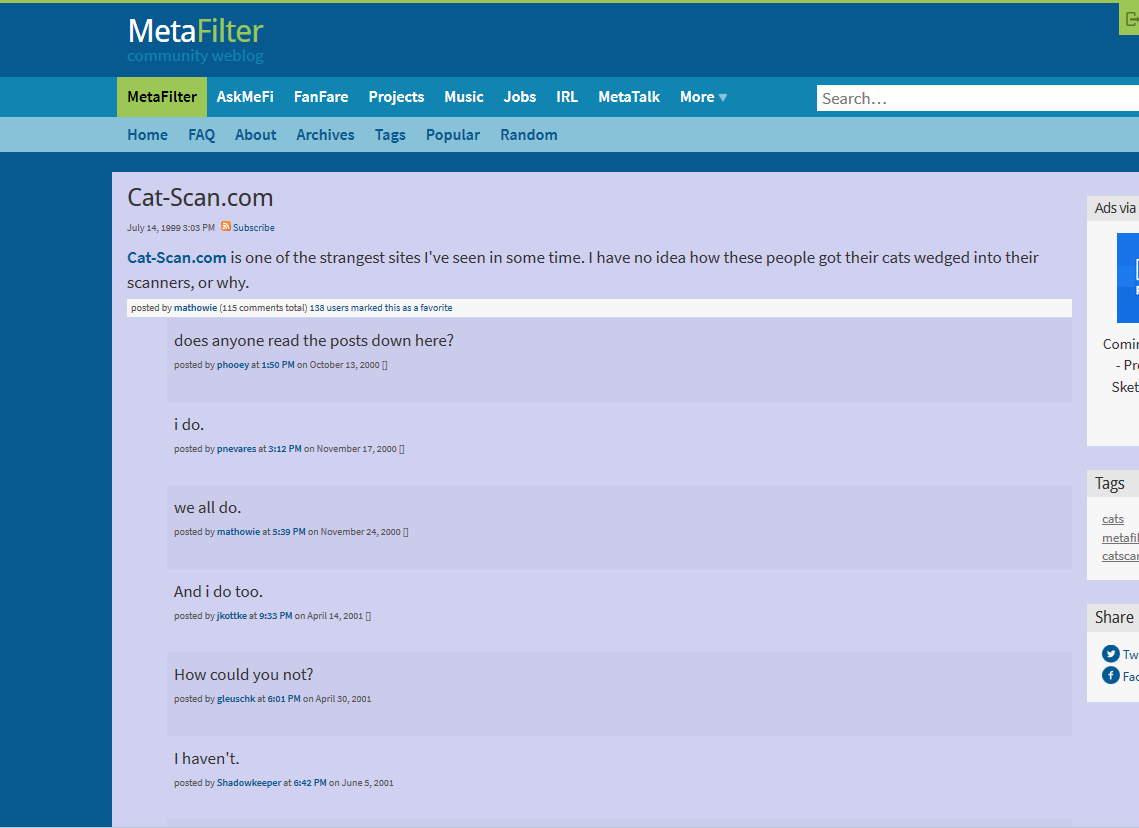 MetaFilter
community weblog
MetaFilter AskMeFi FanFare Projects Music Jobs IRL MetaTalk More ▼ Search…
Home FAQ About Archives Tags Popular Random
Cat-Scan.com
July 14, 1999 3:03 PM Subscribe
Cat-Scan.com is one of the strangest sites I've seen in some time. I have no idea how these people got their cats wedged into their
scanners, or why.
posted by mathowie (115 comments total) 138 users marked this as a favorite
does anyone read the posts down here?
posted by phooey at 1:50 PM on October 13, 2000 []
i do.
posted by pnevares at 3:12 PM on November 17, 2000 []
we all do.
posted by mathowie at 5:39 PM on November 24, 2000 []
And i do too.
posted by jkottke at 9:33 PM on April 14, 2001 []
How could you not?
posted by gleuschk at 6:01 PM on April 30, 2001
I haven't.
posted by Shadowkeeper at 6:42 PM on June 5, 2001
Ads via
Tags
cats
Share